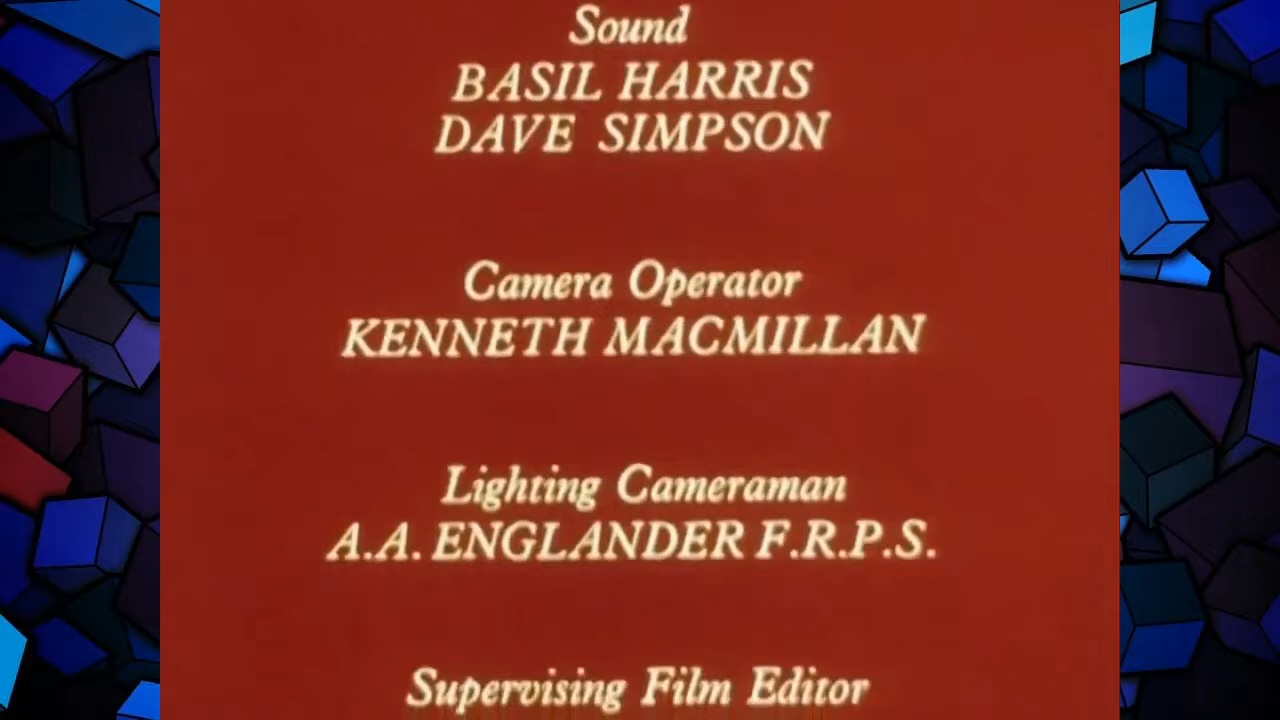 Sound
BASIL HARRIS
DAVE SIMPSON
Camera Operator
KENNETH MACMILLAN
Lighting Cameraman
A.A. ENGLANDER F.R.P.S.
Supervising Film Editor